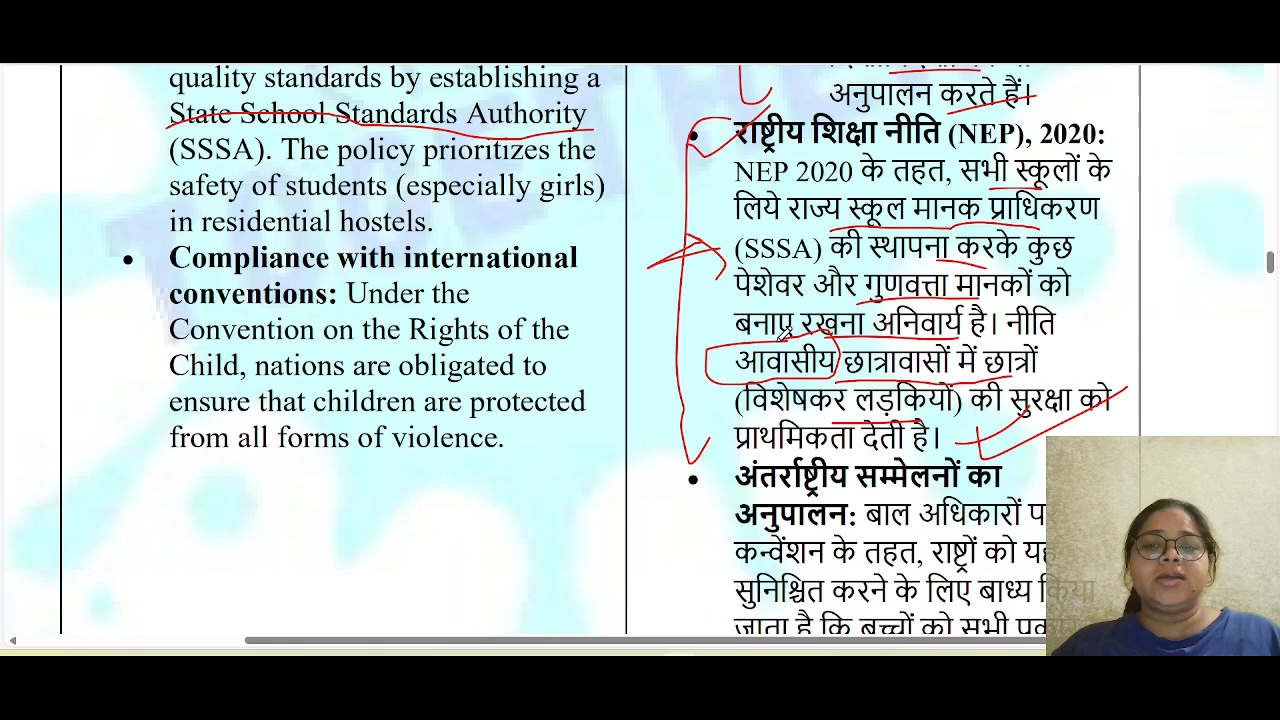 quality standards by establishing a
State School Standards Authority
(SSSA). The policy prioritizes the
safety of students (especially girls)
in residential hostels.
Compliance with international
conventions: Under the
Convention on the Rights of the
Child, nations are obligated to
ensure that children are protected
from all forms of violence.
अनुपालन करते हैं।
राष्ट्रीय शिक्षा नीति (NEP), 2020:
NEP 2020 के तहत, सभी स्कूलों के
लिये राज्य स्कूल मानक प्राधिकरण
(SSSA) की स्थापना करके कुछ
पेशेवर और गुणवत्ता मानकों को
बनाए रखना अनिवार्य है। नीति
आवासीय छात्रावासों में छात्रों
(विशेषकर लड़कियों) की सुरक्षा को
प्राथमिकता देती है।
अंतर्राष्ट्रीय सम्मेलनों का
अनुपालन: बाल अधिकारों
कन्वेंशन के तहत, राष्ट्रों को
सुनिश्चित करने के लिए बाध्य किया
जाता है कि बच्चों को सभी